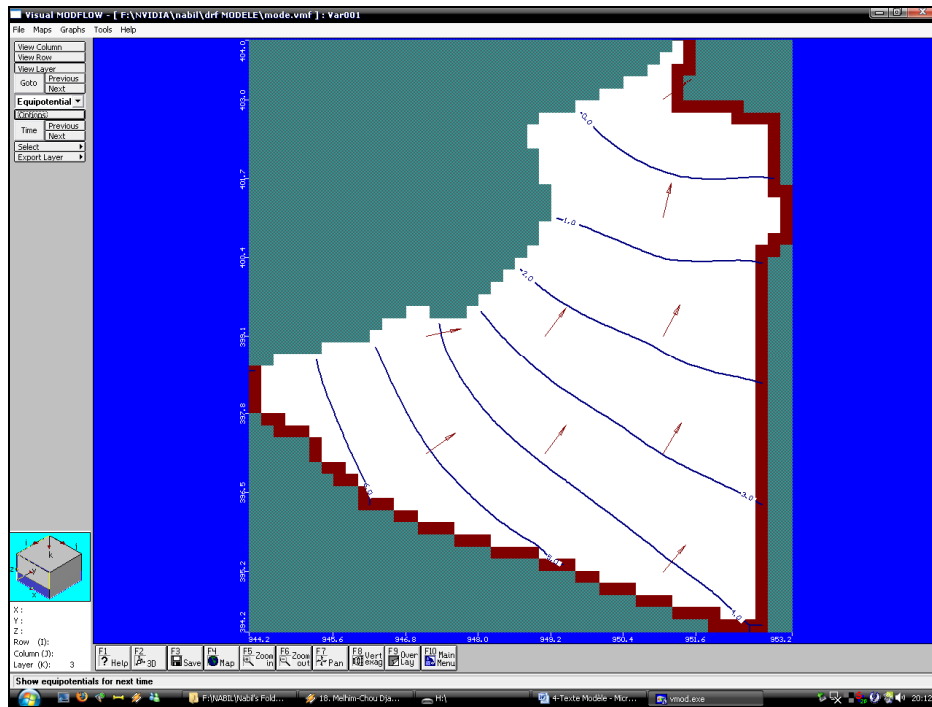 Visual MODFLOW - [ F:\NVIDIA\nabil\drf MODELE\mode.vmf ] : Var001
File Maps Graphs Tools Help
View Column
View Row
View Layer
Goto
Previous
Next
Equipotential
(Options)
Time
Previous
Next
Select
Export Layer
404.0
403.0
401.7
400.4
399.1
397.8
396.5
395.2
394.2
944.2 945.6 946.8 948.0 949.2 950.4 951.6 953.2
-1.0
-2.0
-3.0
X :
Y :
Z :
Row (I):
Column (J):
Layer (K): 3
F1 ? Help
F2 3D
F3 Save
F4 Map
F5- Zoom in
F6- Zoom out
F7- Pan
F8 Vert exag
F9 Over Lay
F10 Main Menu
Show equipotentials for next time
F:\NABIL\Nabil's Fold...
18. Melhim-Chou Dja...
H:\
4-Texte Modèle - Micr...
vmod.exe
20:12